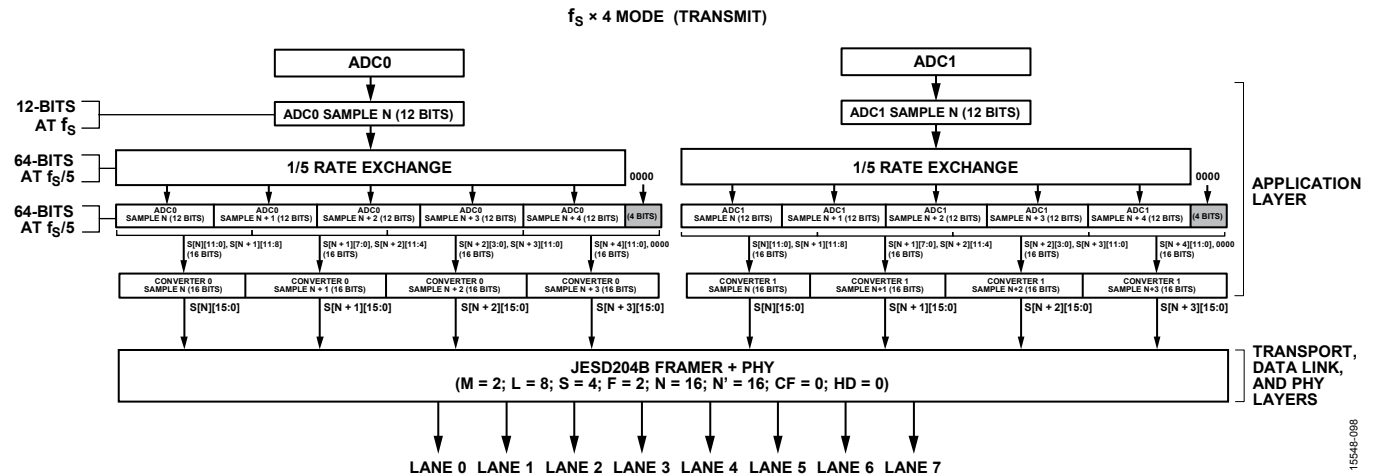 fS × 4 MODE (TRANSMIT)
ADC0
ADC1
12-BITS
AT fS
ADC0 SAMPLE N (12 BITS)
ADC1 SAMPLE N (12 BITS)
64-BITS
AT fS/5
1/5 RATE EXCHANGE
0000
1/5 RATE EXCHANGE
0000
APPLICATION
LAYER
64-BITS
AT fS/5
ADC0
SAMPLE N (12 BITS)
ADC0
SAMPLE N + 1 (12 BITS)
ADC0
SAMPLE N + 2 (12 BITS)
ADC0
SAMPLE N + 3 (12 BITS)
ADC0
SAMPLE N + 4 (12 BITS)
(4 BITS)
ADC1
SAMPLE N (12 BITS)
ADC1
SAMPLE N + 1 (12 BITS)
ADC1
SAMPLE N + 2 (12 BITS)
ADC1
SAMPLE N + 3 (12 BITS)
ADC1
SAMPLE N + 4 (12 BITS)
(4 BITS)
S[N][11:0], S[N + 1][11:8]
(16 BITS)
S[N + 1][7:0], S[N + 2][11:4]
(16 BITS)
S[N + 2][3:0], S[N + 3][11:0]
(16 BITS)
S[N + 4][11:0], 0000
(16 BITS)
S[N][11:0], S[N + 1][11:8]
(16 BITS)
S[N + 1][7:0], S[N + 2][11:4]
(16 BITS)
S[N + 2][3:0], S[N + 3][11:0]
(16 BITS)
S[N + 4][11:0], 0000
(16 BITS)
CONVERTER 0
SAMPLE N (16 BITS)
CONVERTER 0
SAMPLE N + 1 (16 BITS)
CONVERTER 0
SAMPLE N + 2 (16 BITS)
CONVERTER 0
SAMPLE N + 3 (16 BITS)
CONVERTER 1
SAMPLE N (16 BITS)
CONVERTER 1
SAMPLE N+1 (16 BITS)
CONVERTER 1
SAMPLE N+2 (16 BITS)
CONVERTER 1
SAMPLE N+3 (16 BITS)
S[N][15:0]
S[N + 1][15:0]
S[N + 2][15:0]
S[N + 3][15:0]
S[N][15:0]
S[N + 1][15:0]
S[N + 2][15:0]
S[N + 3][15:0]
JESD204B FRAMER + PHY
(M = 2; L = 8; S = 4; F = 2; N = 16; N' = 16; CF = 0; HD = 0)
TRANSPORT,
DATA LINK,
AND PHY
LAYERS
LANE 0 LANE 1 LANE 2 LANE 3 LANE 4 LANE 5 LANE 6 LANE 7
15548-098